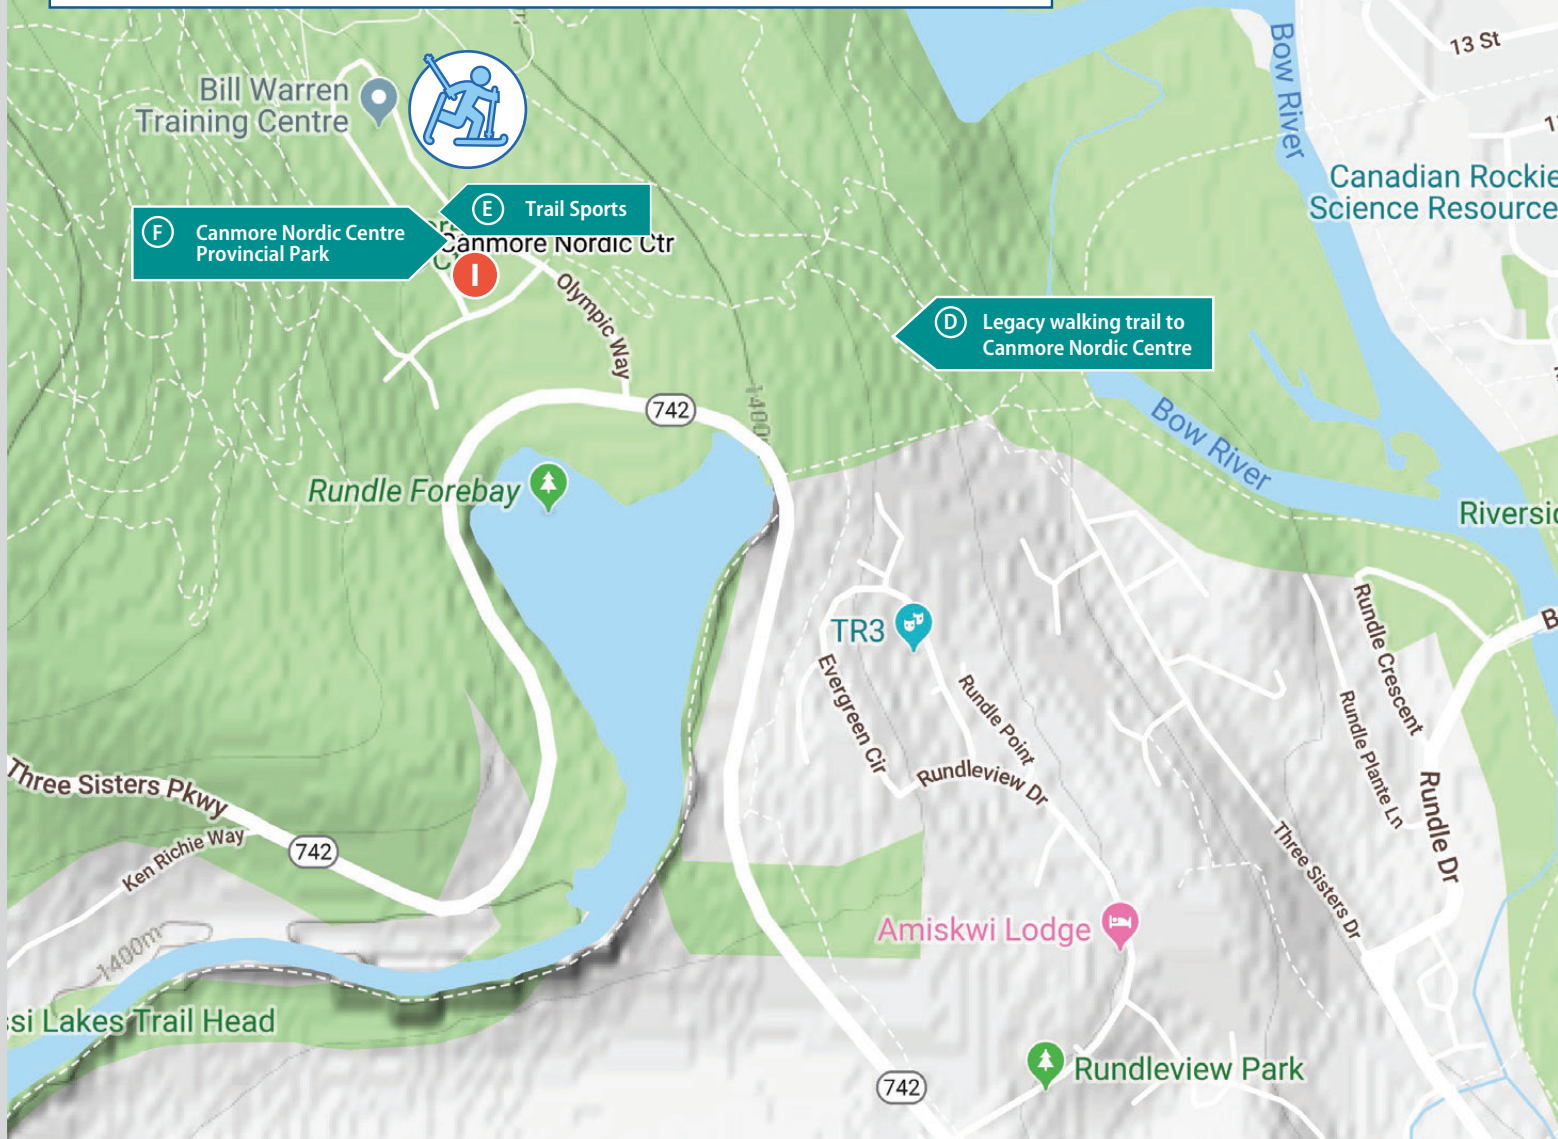 Bow River
13 St
Bill Warren
Training Centre
Canadian Rockie
Science Resource
E Trail Sports
F Canmore Nordic Centre
Provincial Park
Canmore Nordic Ctr
I
Olympic Way
D Legacy walking trail to
Canmore Nordic Centre
742
1400m
Bow River
Rundle Forebay
Riversid
TR3
Evergreen Cir
Rundle Point
Rundleview Dr
Rundle Crescent
Rundle Plante Ln
Rundle Dr
Three Sisters Pkwy
742
Ken Richie Way
Three Sisters Dr
Amiskwi Lodge
1400m
ssi Lakes Trail Head
Rundleview Park
742